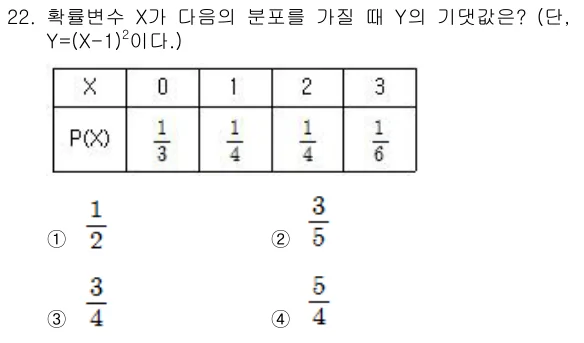 22. 확률변수 X가 다음의 분포를 가질 때 Y의 기댓값은? (단,
Y=(X-1)²이다.)
X 0 1 2 3
P(X) 1/3 1/4 1/4 1/6
① 1/2 ② 3/5
③ 3/4 ④ 5/4